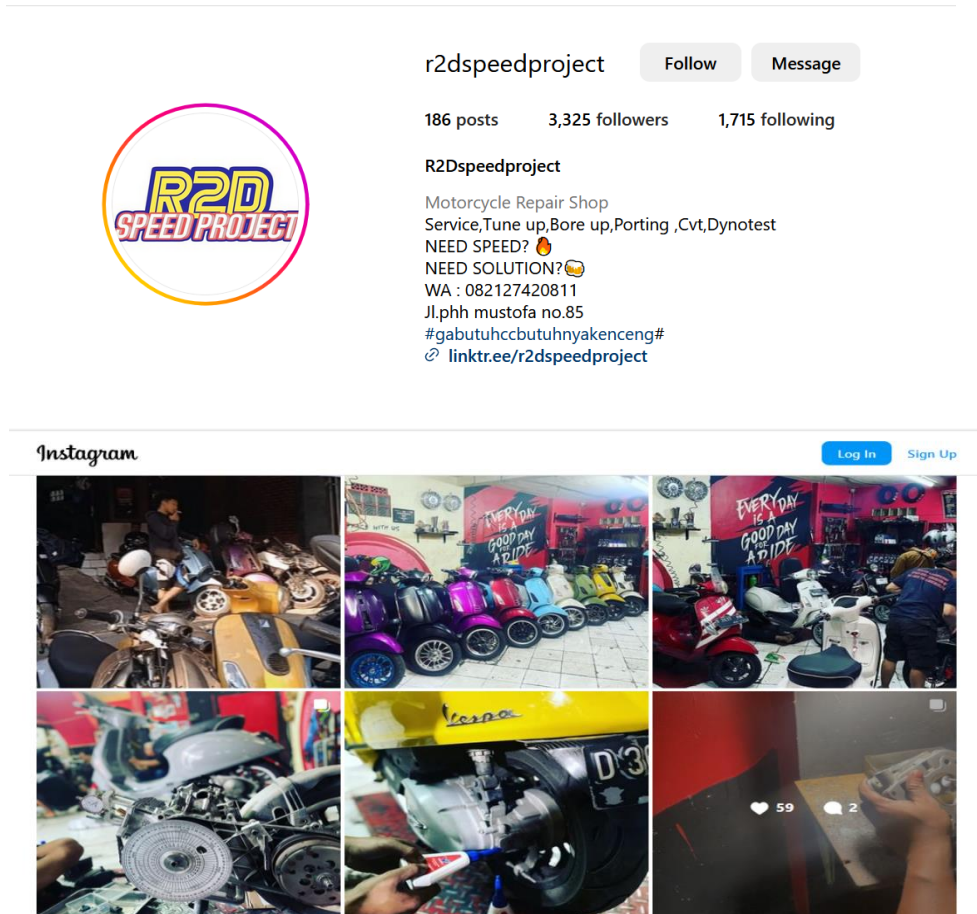 r2dspeedproject Follow Message
186 posts 3,325 followers 1,715 following
R2D
SPEED PROJECT
R2Dspeedproject
Motorcycle Repair Shop
Service,Tune up,Bore up,Porting ,Cvt,Dynotest
NEED SPEED? 🔥
NEED SOLUTION?🍻
WA : 082127420811
Jl.phh mustofa no.85
#gabutuhccbutuhnyakenceng#
linktr.ee/r2dspeedproject
Instagram Log In Sign Up
WITH US
EVERY DAY
IS A
GOOD DAY
FOR
A RIDE
EVERY DAY
IS A
GOOD DAY
FOR
A RIDE
Vespa
D 3
59 2